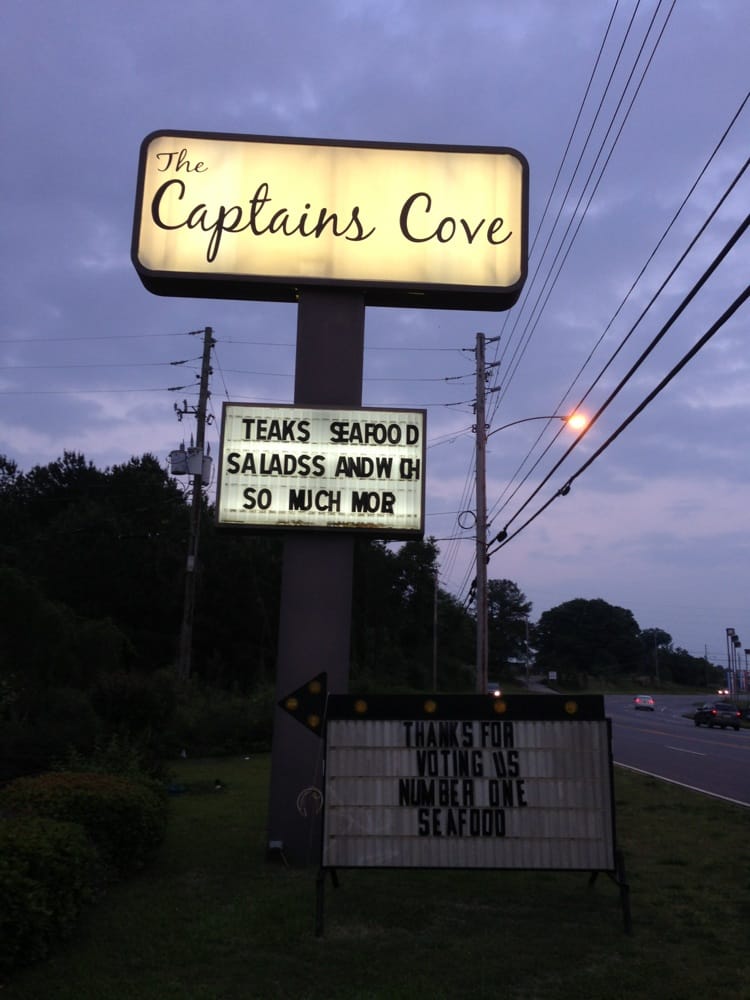 The
Captains Cove
TEAKS SEAFOOD
SALADSS ANDW CH
SO MUCH MOR
THANKS FOR
VOTING US
NUMBER ONE
SEAFOOD